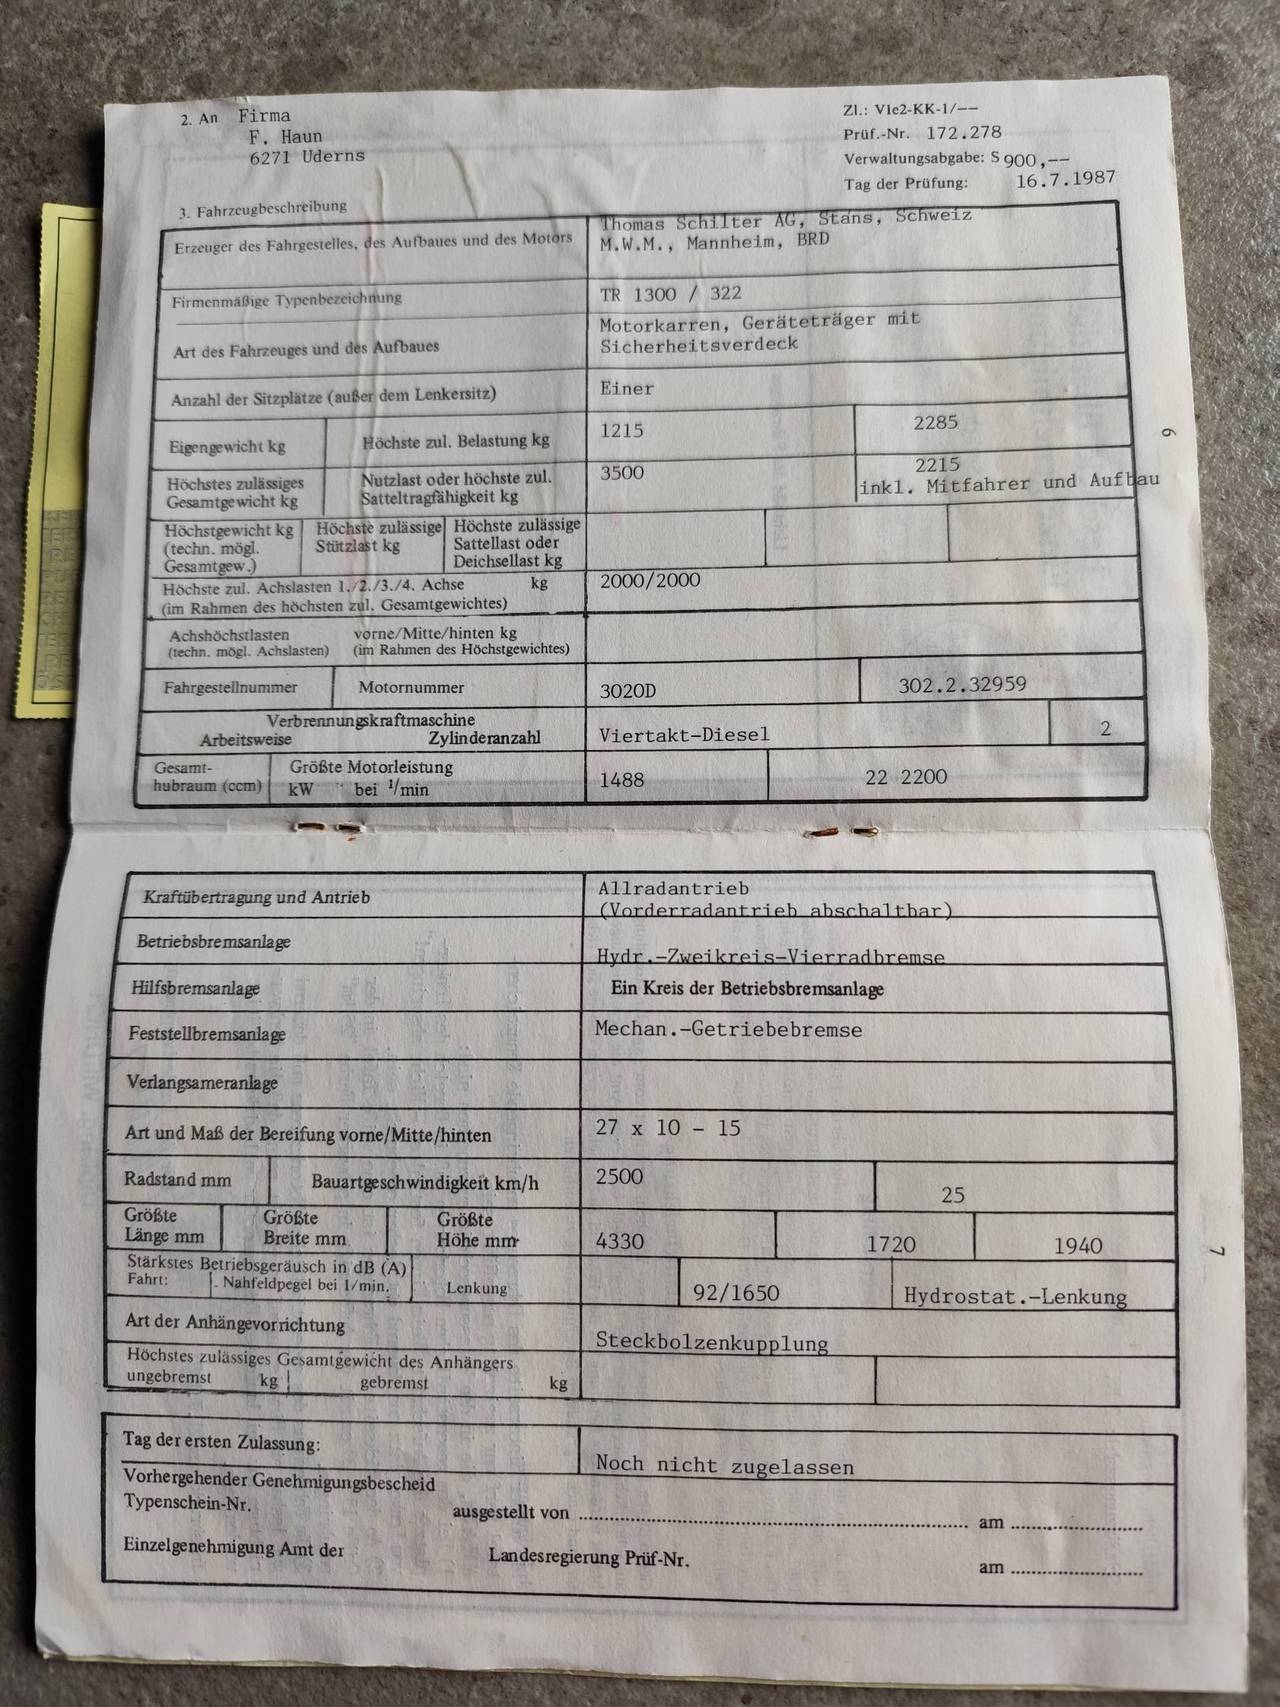 2. An Firma
F. Haun
6271 Uderns
Zl.: V1e2-KK-1/--
Prüf.-Nr. 172.278
Verwaltungsabgabe: S 900,--
Tag der Prüfung: 16.7.1987
3. Fahrzeugbeschreibung
Erzeuger des Fahrgestelles, des Aufbaues und des Motors
Thomas Schilter AG, Stans, Schweiz
M.W.M., Mannheim, BRD
Firmenmäßige Typenbezeichnung
TR 1300 / 322
Art des Fahrzeuges und des Aufbaues
Motorkarren, Geräteträger mit
Sicherheitsverdeck
Anzahl der Sitzplätze (außer dem Lenkersitz)
Einer
Eigengewicht kg
Höchste zul. Belastung kg
1215
2285
Höchstes zulässiges
Gesamtgewicht kg
Nutzlast oder höchste zul.
Satteltragfähigkeit kg
3500
2215
inkl. Mitfahrer und Aufbau
6
Höchstgewicht kg
(techn. mögl.
Gesamtgew.)
Höchste zulässige
Stützlast kg
Höchste zulässige
Sattellast oder
Deichsellast kg
Höchste zul. Achslasten 1./2./3./4. Achse kg
(im Rahmen des höchsten zul. Gesamtgewichtes)
2000/2000
Achshöchstlasten vorne/Mitte/hinten kg
(techn. mögl. Achslasten) (im Rahmen des Höchstgewichtes)
Fahrgestellnummer
Motornummer
3020D
302.2.32959
Verbrennungskraftmaschine
Arbeitsweise Zylinderanzahl
Viertakt-Diesel
2
Gesamt-
hubraum (ccm)
Größte Motorleistung
kW bei 1/min
1488
22 2200
Kraftübertragung und Antrieb
Allradantrieb
(Vorderradantrieb abschaltbar)
Betriebsbremsanlage
Hydr.-Zweikreis-Vierradbremse
Hilfsbremsanlage
Ein Kreis der Betriebsbremsanlage
Feststellbremsanlage
Mechan.-Getriebebremse
Verlangsameranlage
Art und Maß der Bereifung vorne/Mitte/hinten
27 x 10 - 15
Radstand mm
Bauartgeschwindigkeit km/h
2500
25
Größte
Länge mm
Größte
Breite mm
Größte
Höhe mm
4330
1720
1940
7
Stärkstes Betriebsgeräusch in dB (A)
Fahrt: Nahfeldpegel bei 1/min.
Lenkung
92/1650
Hydrostat.-Lenkung
Art der Anhängevorrichtung
Steckbolzenkupplung
Höchstes zulässiges Gesamtgewicht des Anhängers
ungebremst kg gebremst kg
Tag der ersten Zulassung:
Noch nicht zugelassen
Vorhergehender Genehmigungsbescheid
Typenschein-Nr. ausgestellt von am
Einzelgenehmigung Amt der Landesregierung Prüf-Nr. am